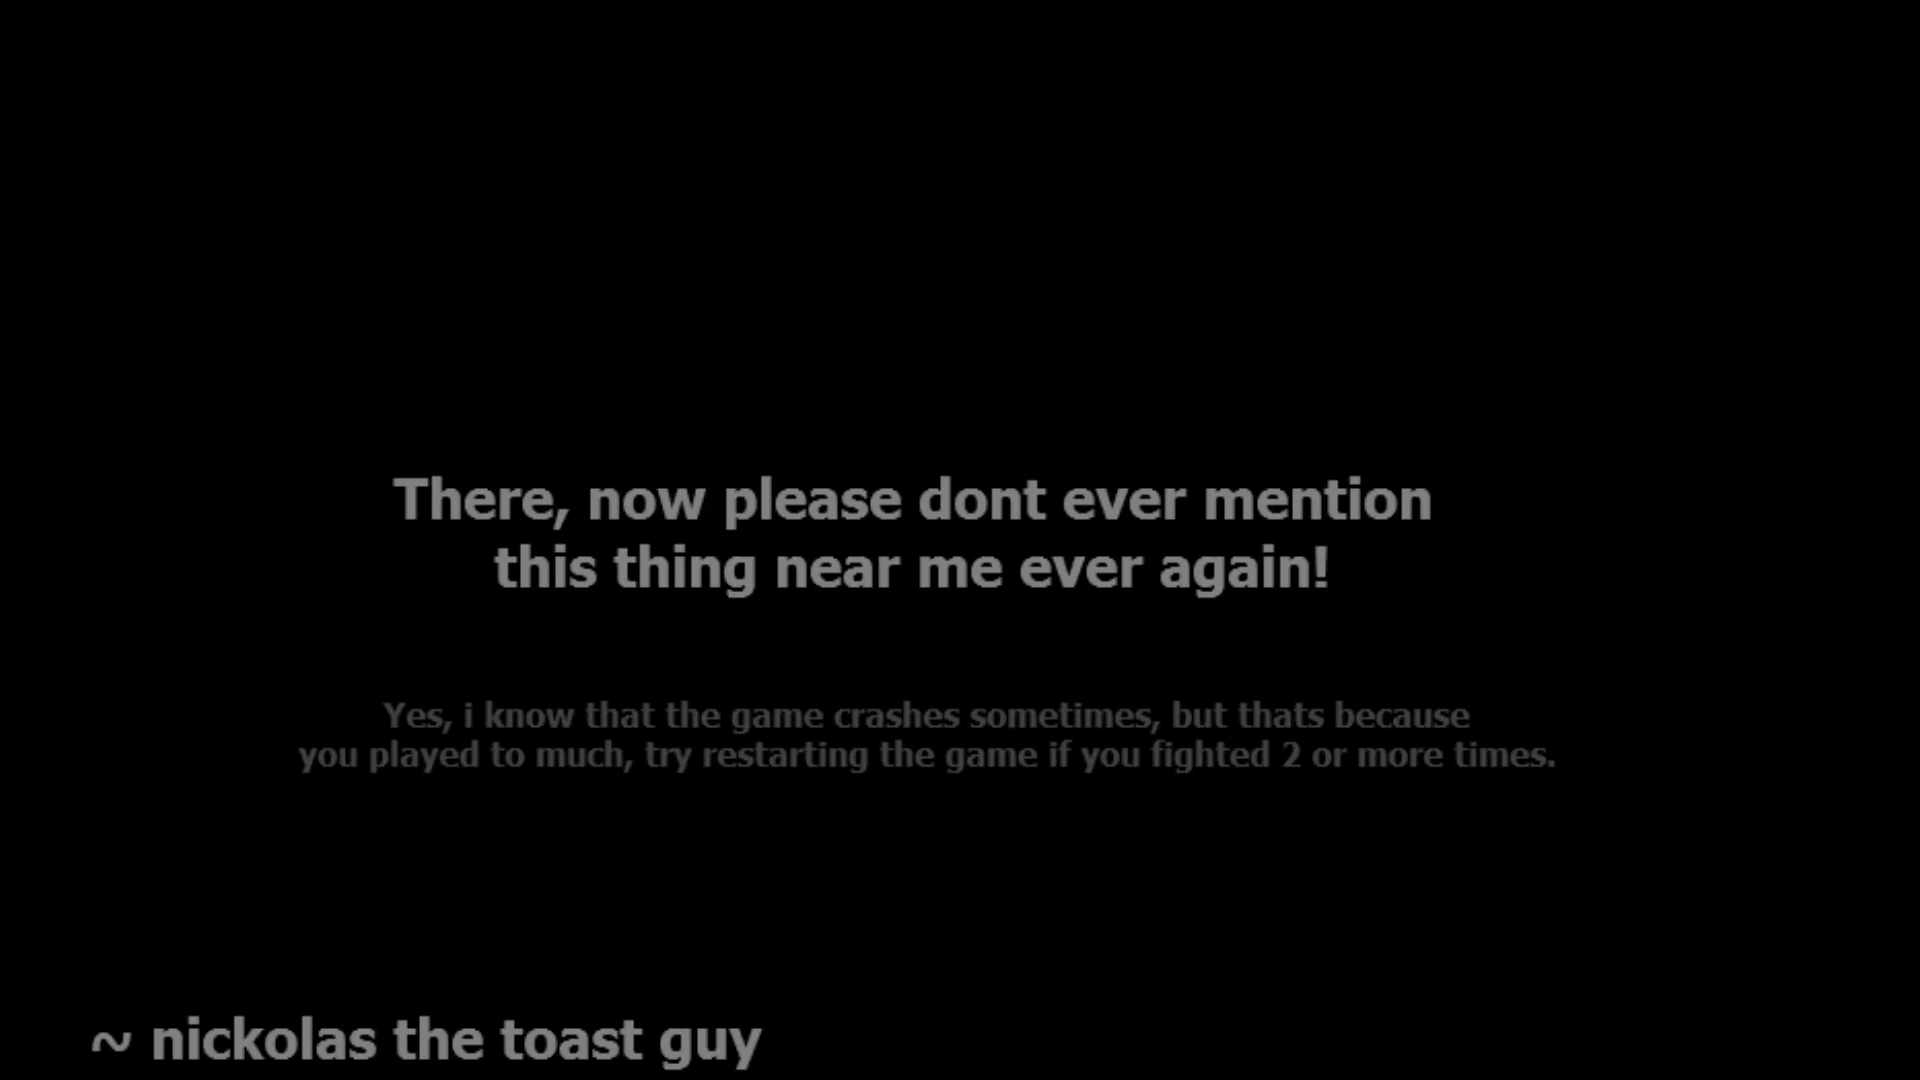 There, now please dont ever mention
this thing near me ever again!
Yes, i know that the game crashes sometimes, but thats because
you played to much, try restarting the game if you fighted 2 or more times.
~ nickolas the toast guy